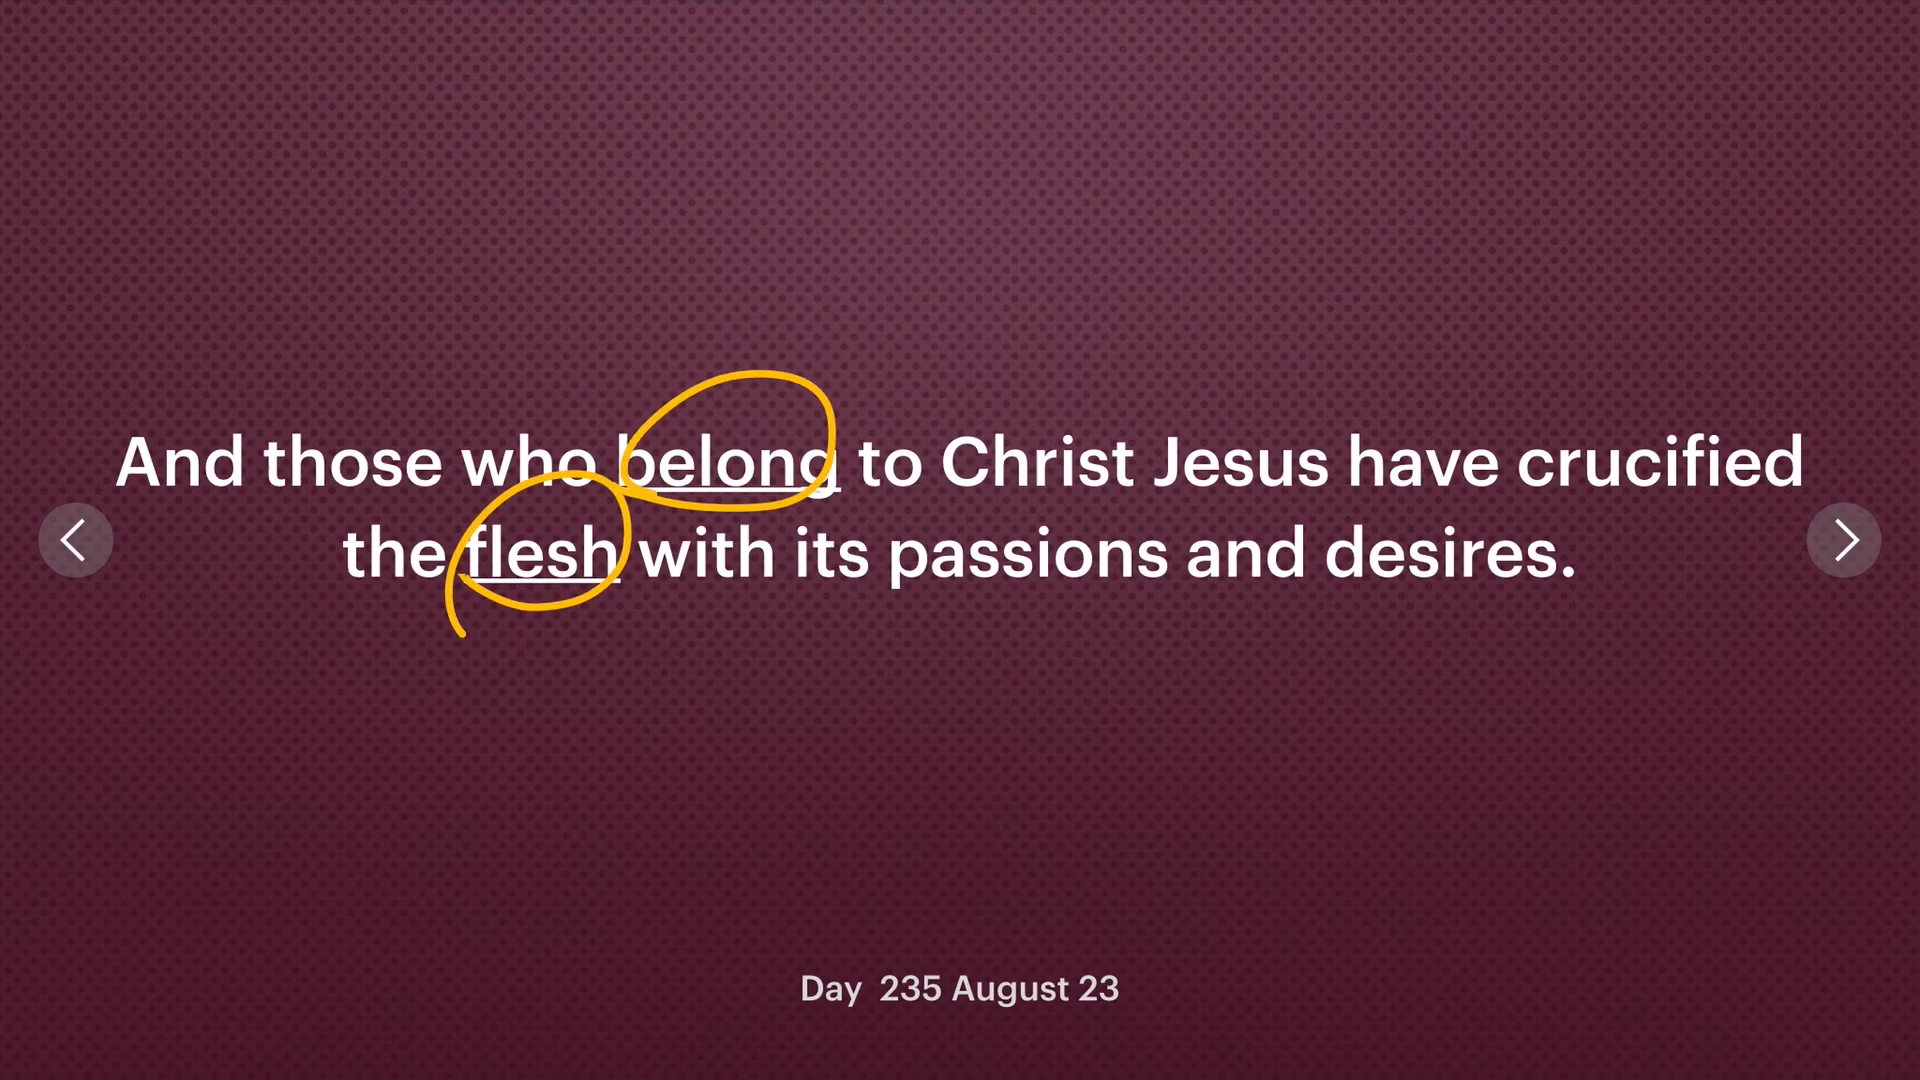 And those who belong to Christ Jesus have crucified
the flesh with its passions and desires.
Day 235 August 23